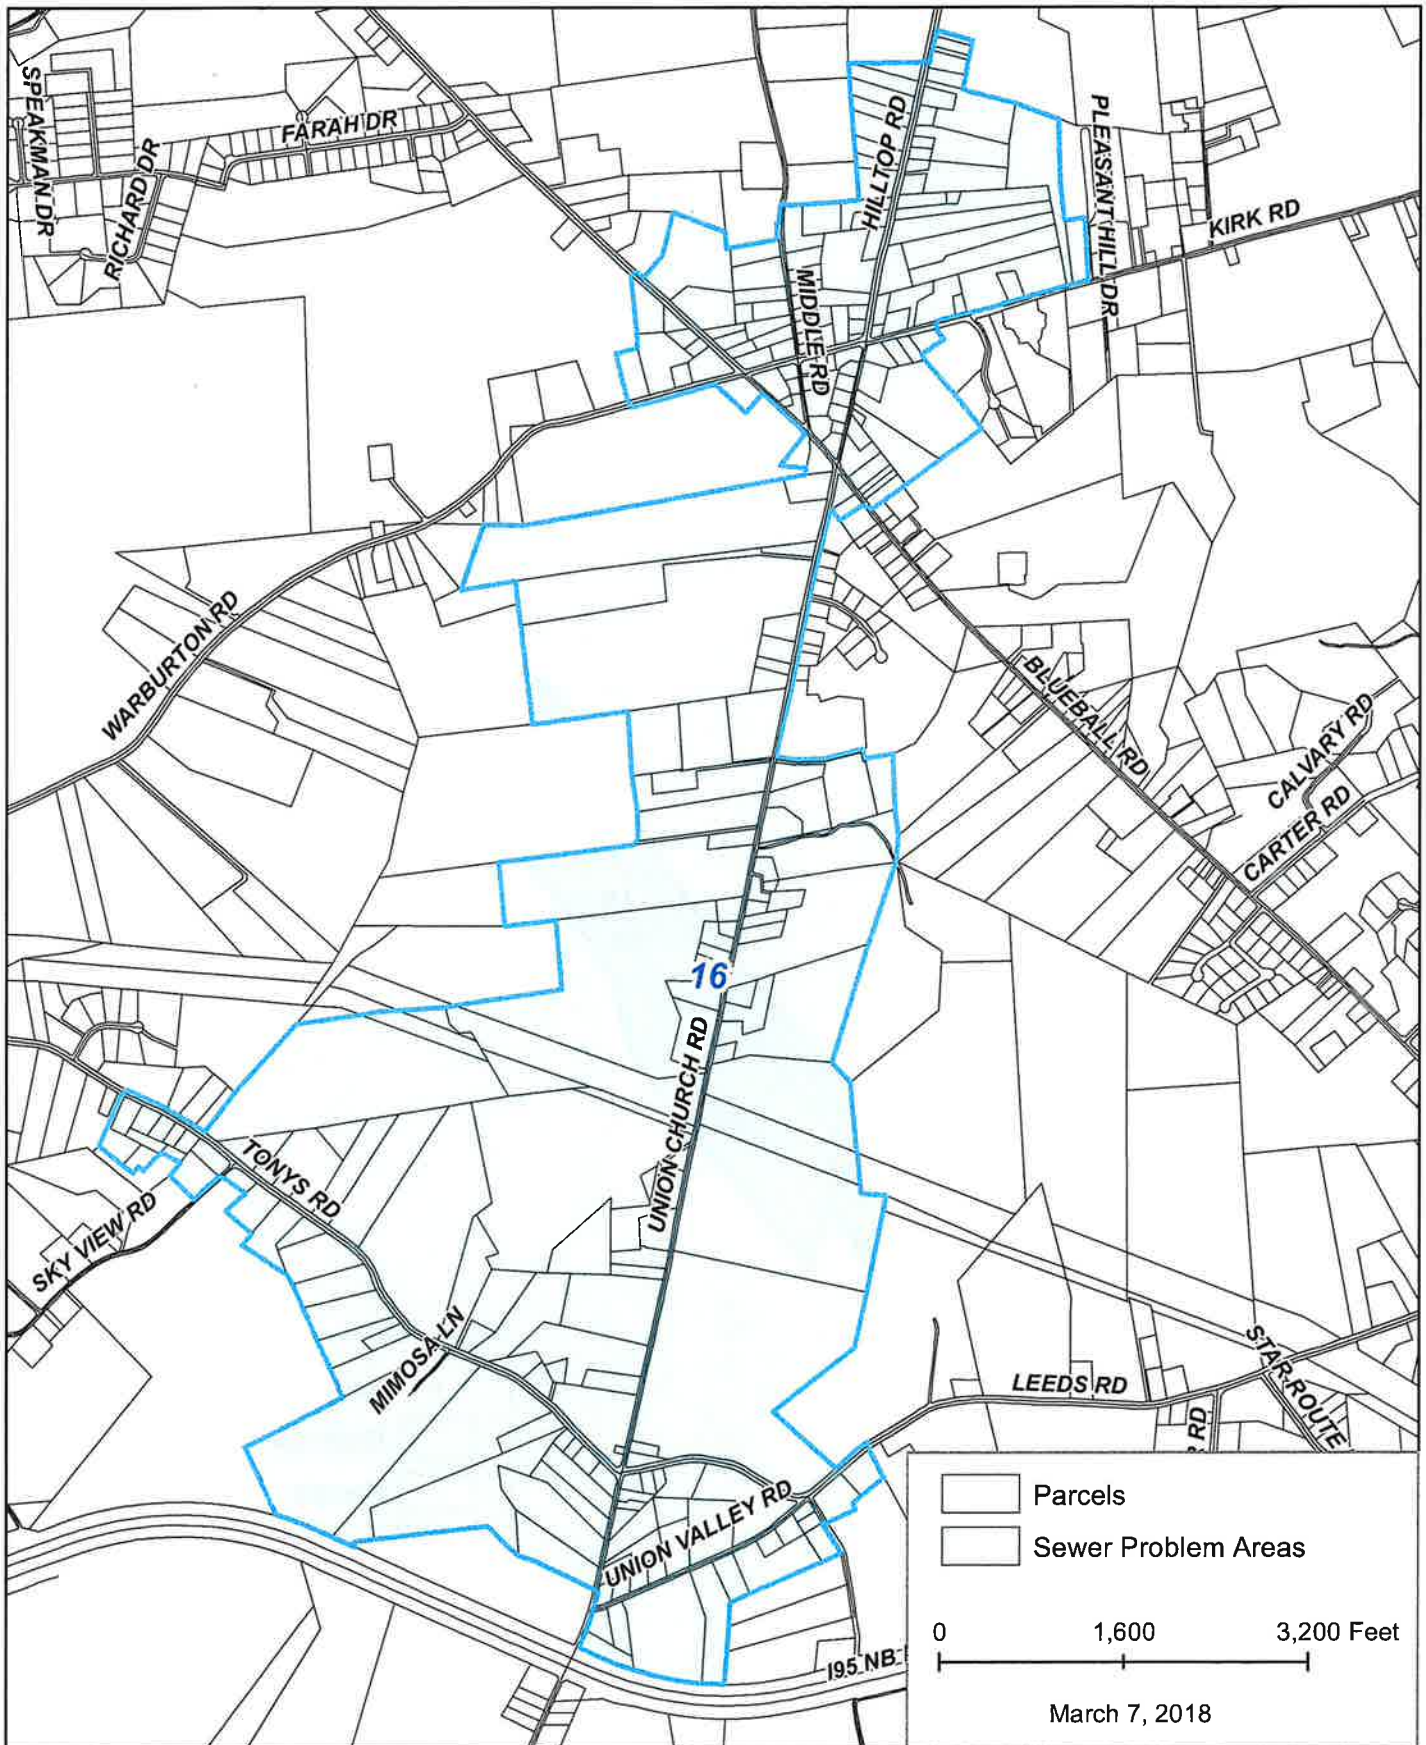 SPEAKMAN DR
FARAH DR
RICHARD DR
HILLTOP RD
PLEASANT HILL DR
KIRK RD
MIDDLE RD
WARBURTON RD
BLUEBALL RD
CALVARY RD
CARTER RD
16
UNION CHURCH RD
TONYS RD
SKY VIEW RD
MIMOSA LN
STAR ROUTE
LEEDS RD
RD
UNION VALLEY RD
I95 NB
Parcels
Sewer Problem Areas
0 1,600 3,200 Feet
March 7, 2018